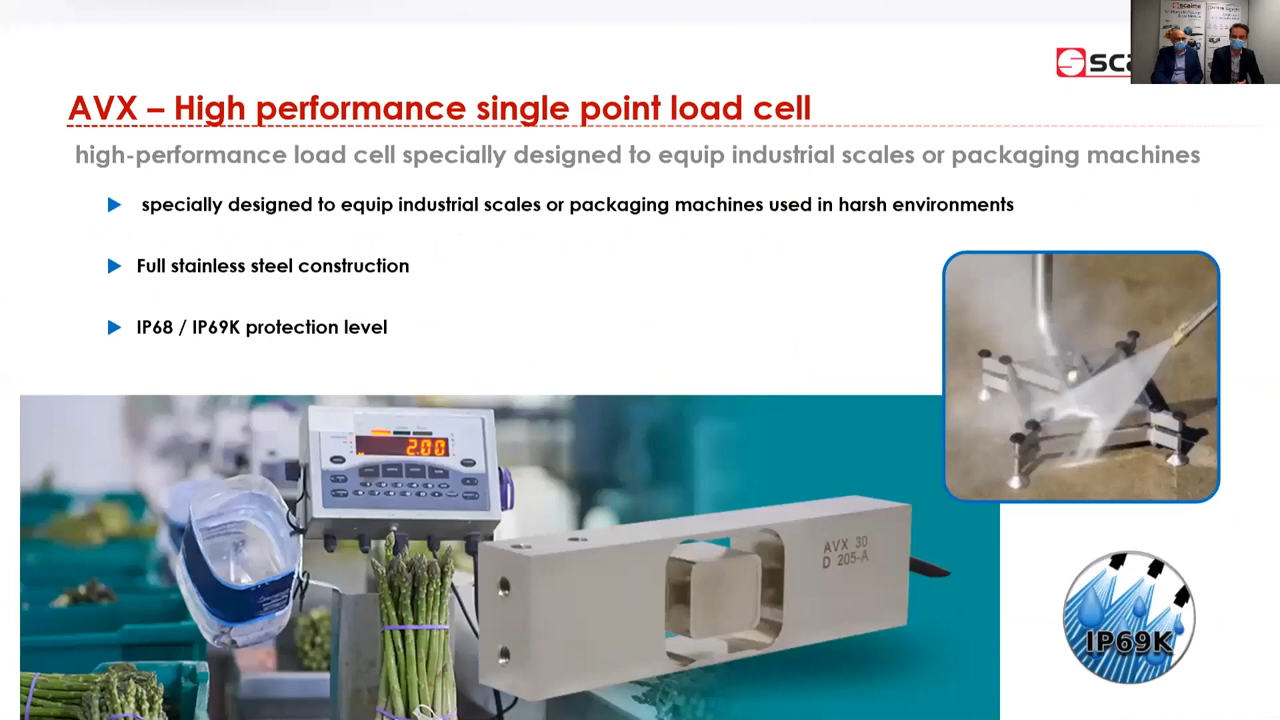 scaime
AVX – High performance single point load cell
high-performance load cell specially designed to equip industrial scales or packaging machines
specially designed to equip industrial scales or packaging machines used in harsh environments
Full stainless steel construction
IP68 / IP69K protection level
2.00
AVX 30
D 205-A
IP69K